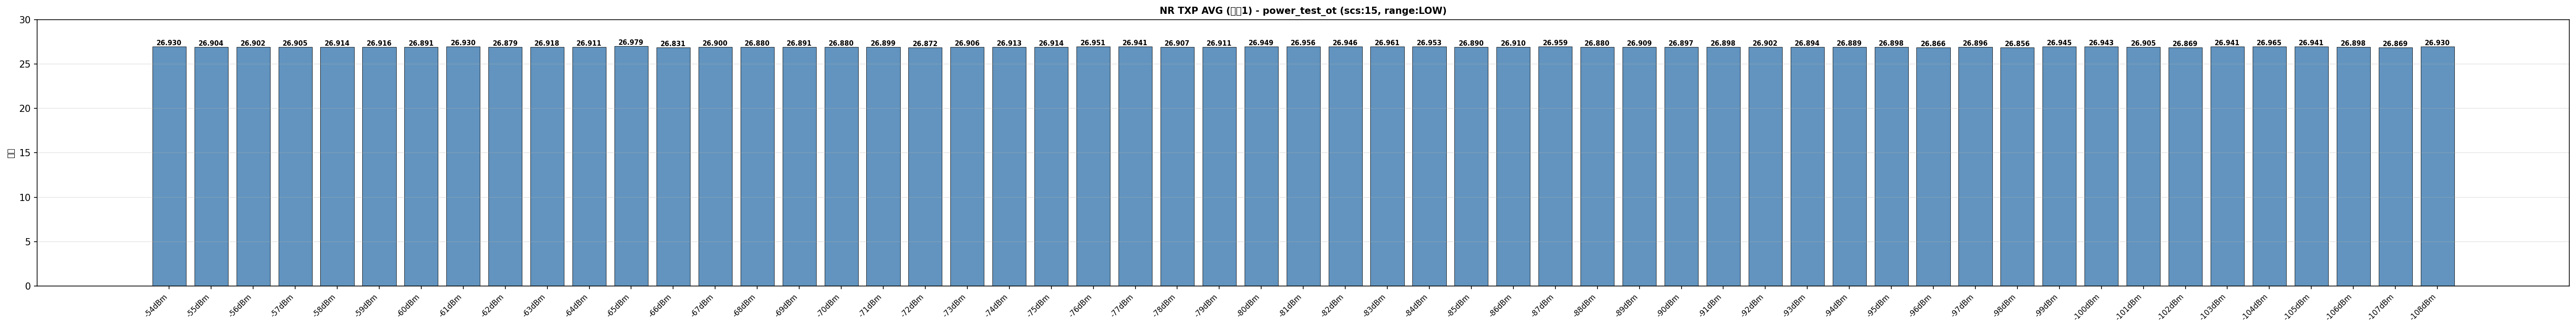 NR TXP AVG (□□1) - power_test_ot (scs:15, range:LOW)
30
25
20
15
10
5
0
□□
26.930 26.904 26.902 26.905 26.914 26.916 26.891 26.930 26.879 26.918 26.911 26.979 26.831 26.900 26.880 26.891 26.880 26.899 26.872 26.906 26.913 26.914 26.951 26.941 26.907 26.911 26.949 26.956 26.946 26.961 26.953 26.890 26.910 26.959 26.880 26.909 26.897 26.898 26.902 26.894 26.889 26.898 26.866 26.896 26.856 26.945 26.943 26.905 26.869 26.941 26.965 26.941 26.898 26.869 26.930
-54dBm -55dBm -56dBm -57dBm -58dBm -59dBm -60dBm -61dBm -62dBm -63dBm -64dBm -65dBm -66dBm -67dBm -68dBm -69dBm -70dBm -71dBm -72dBm -73dBm -74dBm -75dBm -76dBm -77dBm -78dBm -79dBm -80dBm -81dBm -82dBm -83dBm -84dBm -85dBm -86dBm -87dBm -88dBm -89dBm -90dBm -91dBm -92dBm -93dBm -94dBm -95dBm -96dBm -97dBm -98dBm -99dBm -100dBm -101dBm -102dBm -103dBm -104dBm -105dBm -106dBm -107dBm -108dBm